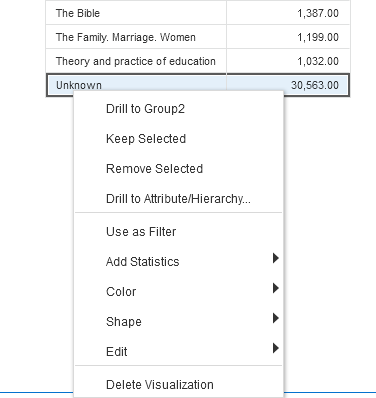 The Bible 1,387.00
The Family. Marriage. Women 1,199.00
Theory and practice of education 1,032.00
Unknown 30,563.00
Drill to Group2
Keep Selected
Remove Selected
Drill to Attribute/Hierarchy...
Use as Filter
Add Statistics
Color
Shape
Edit
Delete Visualization